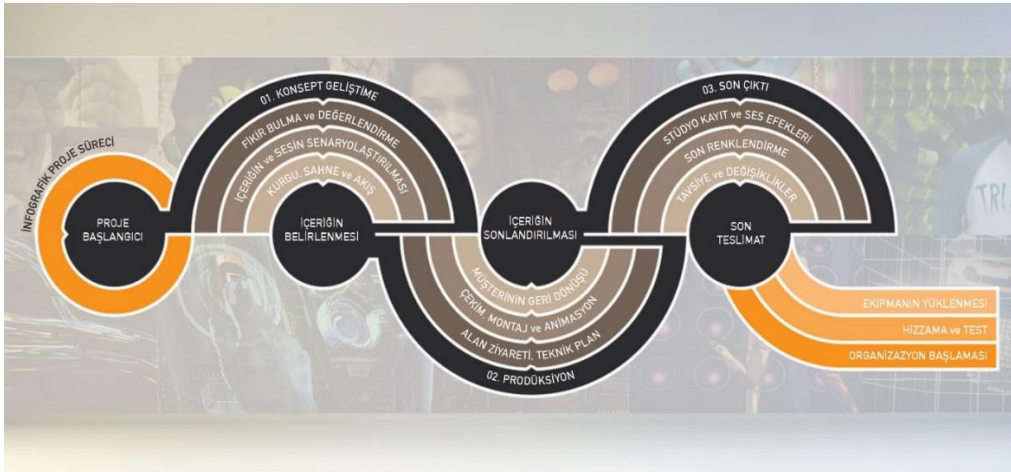 İNFOGRAFİK PROJE SÜRECİ
PROJE
BAŞLANGICI
01. KONSEPT GELİŞTİME
FİKİR BULMA ve DEĞERLENDİRME
İÇERİĞİN ve SESİN SENARYOLAŞTIRILMASI
KURGU, SAHNE ve AKIŞ
İÇERİĞİN
BELİRLENMESİ
İÇERİĞİN
SONLANDIRILMASI
MÜŞTERİNİN GERİ DÖNÜŞÜ
ÇEKİM, MONTAJ ve ANİMASYON
ALAN ZİYARETİ, TEKNİK PLAN
02. PRODÜKSİYON
03. SON ÇIKTI
STÜDYO KAYIT ve SES EFEKLERİ
SON RENKLENDİRME
TAVSİYE ve DEĞİŞİKLİKLER
SON
TESLİMAT
EKİPMANIN YÜKLENMESİ
HİZZAMA ve TEST
ORGANİZAZYON BAŞLAMASI
TRI